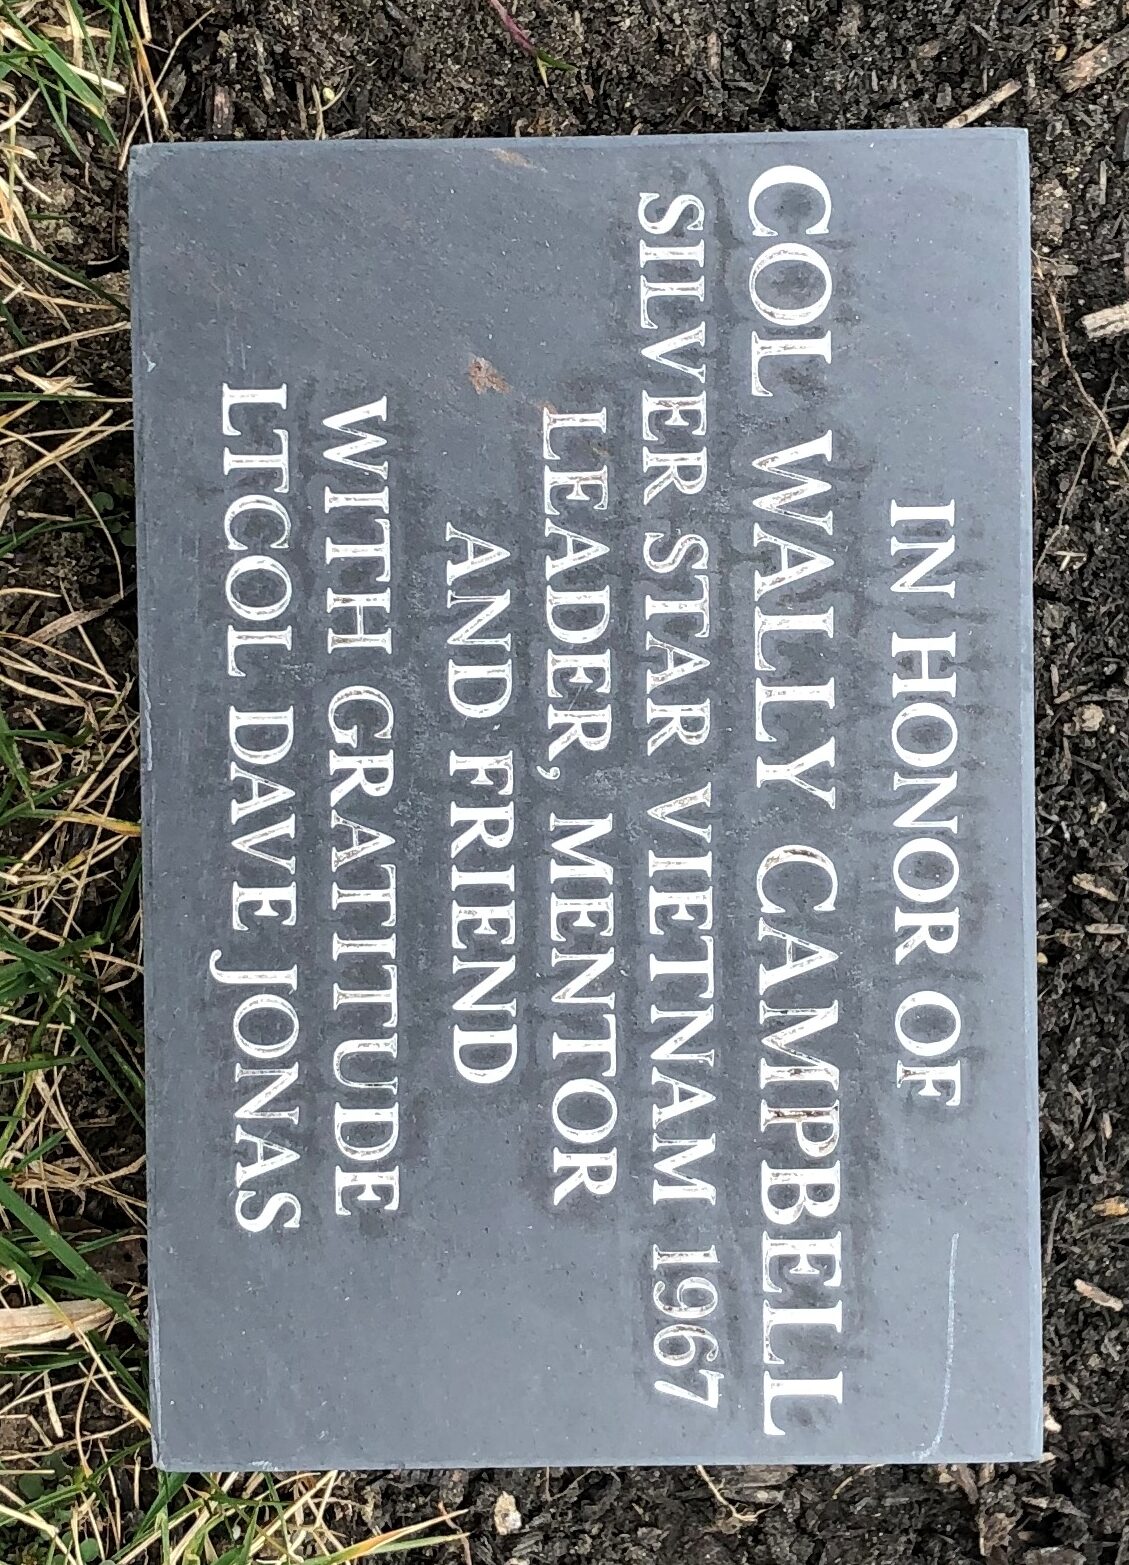 IN HONOR OF
COL WALLY CAMPBELL
SILVER STAR VIETNAM 1967
LEADER, MENTOR
AND FRIEND
WITH GRATITUDE
LTCOL DAVE JONAS